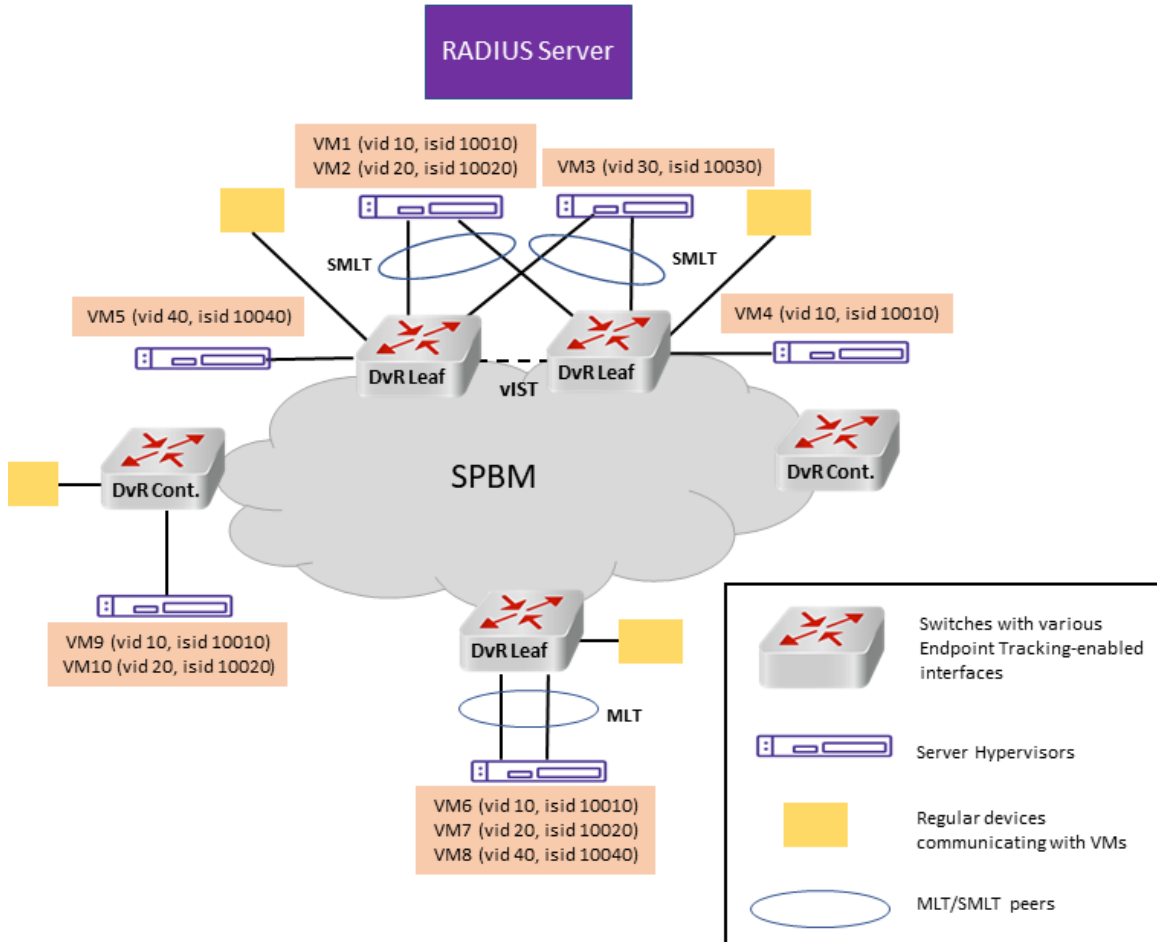 RADIUS Server
VM1 (vid 10, isid 10010)
VM2 (vid 20, isid 10020)
VM3 (vid 30, isid 10030)
SMLT
SMLT
VM5 (vid 40, isid 10040)
VM4 (vid 10, isid 10010)
DvR Leaf
DvR Leaf
vIST
SPBM
DvR Cont.
DvR Cont.
VM9 (vid 10, isid 10010)
VM10 (vid 20, isid 10020)
DvR Leaf
MLT
VM6 (vid 10, isid 10010)
VM7 (vid 20, isid 10020)
VM8 (vid 40, isid 10040)
Switches with various
Endpoint Tracking-enabled
interfaces
Server Hypervisors
Regular devices
communicating with VMs
MLT/SMLT peers